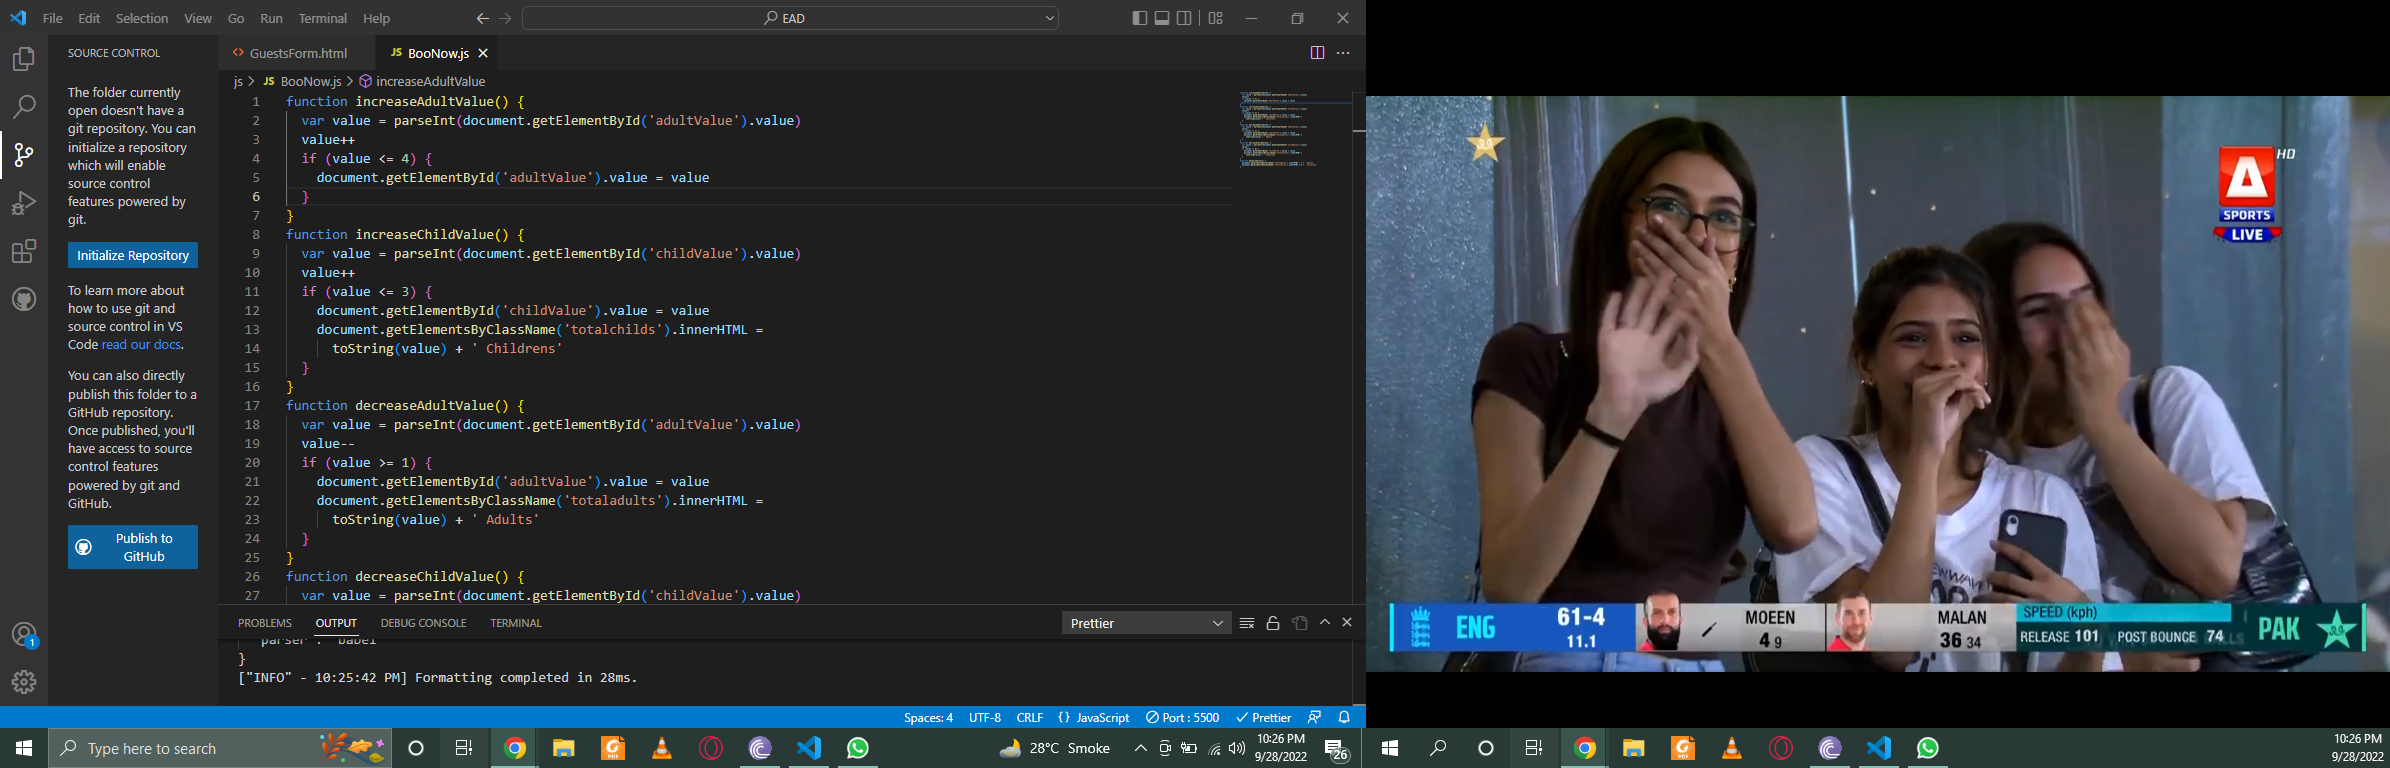 File Edit Selection View Go Run Terminal Help
EAD
SOURCE CONTROL
The folder currently
open doesn't have a
git repository. You can
initialize a repository
which will enable
source control
features powered by
git.
Initialize Repository
To learn more about
how to use git and
source control in VS
Code read our docs.
You can also directly
publish this folder to a
GitHub repository.
Once published, you'll
have access to source
control features
powered by git and
GitHub.
Publish to
GitHub
1
GuestsForm.html
JS BooNow.js
js > JS BooNow.js > increaseAdultValue
1 function increaseAdultValue() {
2 var value = parseInt(document.getElementById('adultValue').value)
3 value++
4 if (value <= 4) {
5 document.getElementById('adultValue').value = value
6 }
7 }
8 function increaseChildValue() {
9 var value = parseInt(document.getElementById('childValue').value)
10 value++
11 if (value <= 3) {
12 document.getElementById('childValue').value = value
13 document.getElementsByClassName('totalchilds').innerHTML =
14 toString(value) + ' Childrens'
15 }
16 }
17 function decreaseAdultValue() {
18 var value = parseInt(document.getElementById('adultValue').value)
19 value--
20 if (value >= 1) {
21 document.getElementById('adultValue').value = value
22 document.getElementsByClassName('totaladults').innerHTML =
23 toString(value) + ' Adults'
24 }
25 }
26 function decreaseChildValue() {
27 var value = parseInt(document.getElementById('childValue').value)
PROBLEMS OUTPUT DEBUG CONSOLE TERMINAL
Prettier
"parser": "babel"
}
["INFO" - 10:25:42 PM] Formatting completed in 28ms.
Spaces: 4 UTF-8 CRLF {} JavaScript Port : 5500 Prettier
Type here to search
28°C Smoke
10:26 PM
9/28/2022
26
A HD
SPORTS
LIVE
ENG
61-4
11.1
MOEEN
4 9
MALAN
36 34
SPEED (kph)
RELEASE 101 POST BOUNCE 74
PAK
10:26 PM
9/28/2022